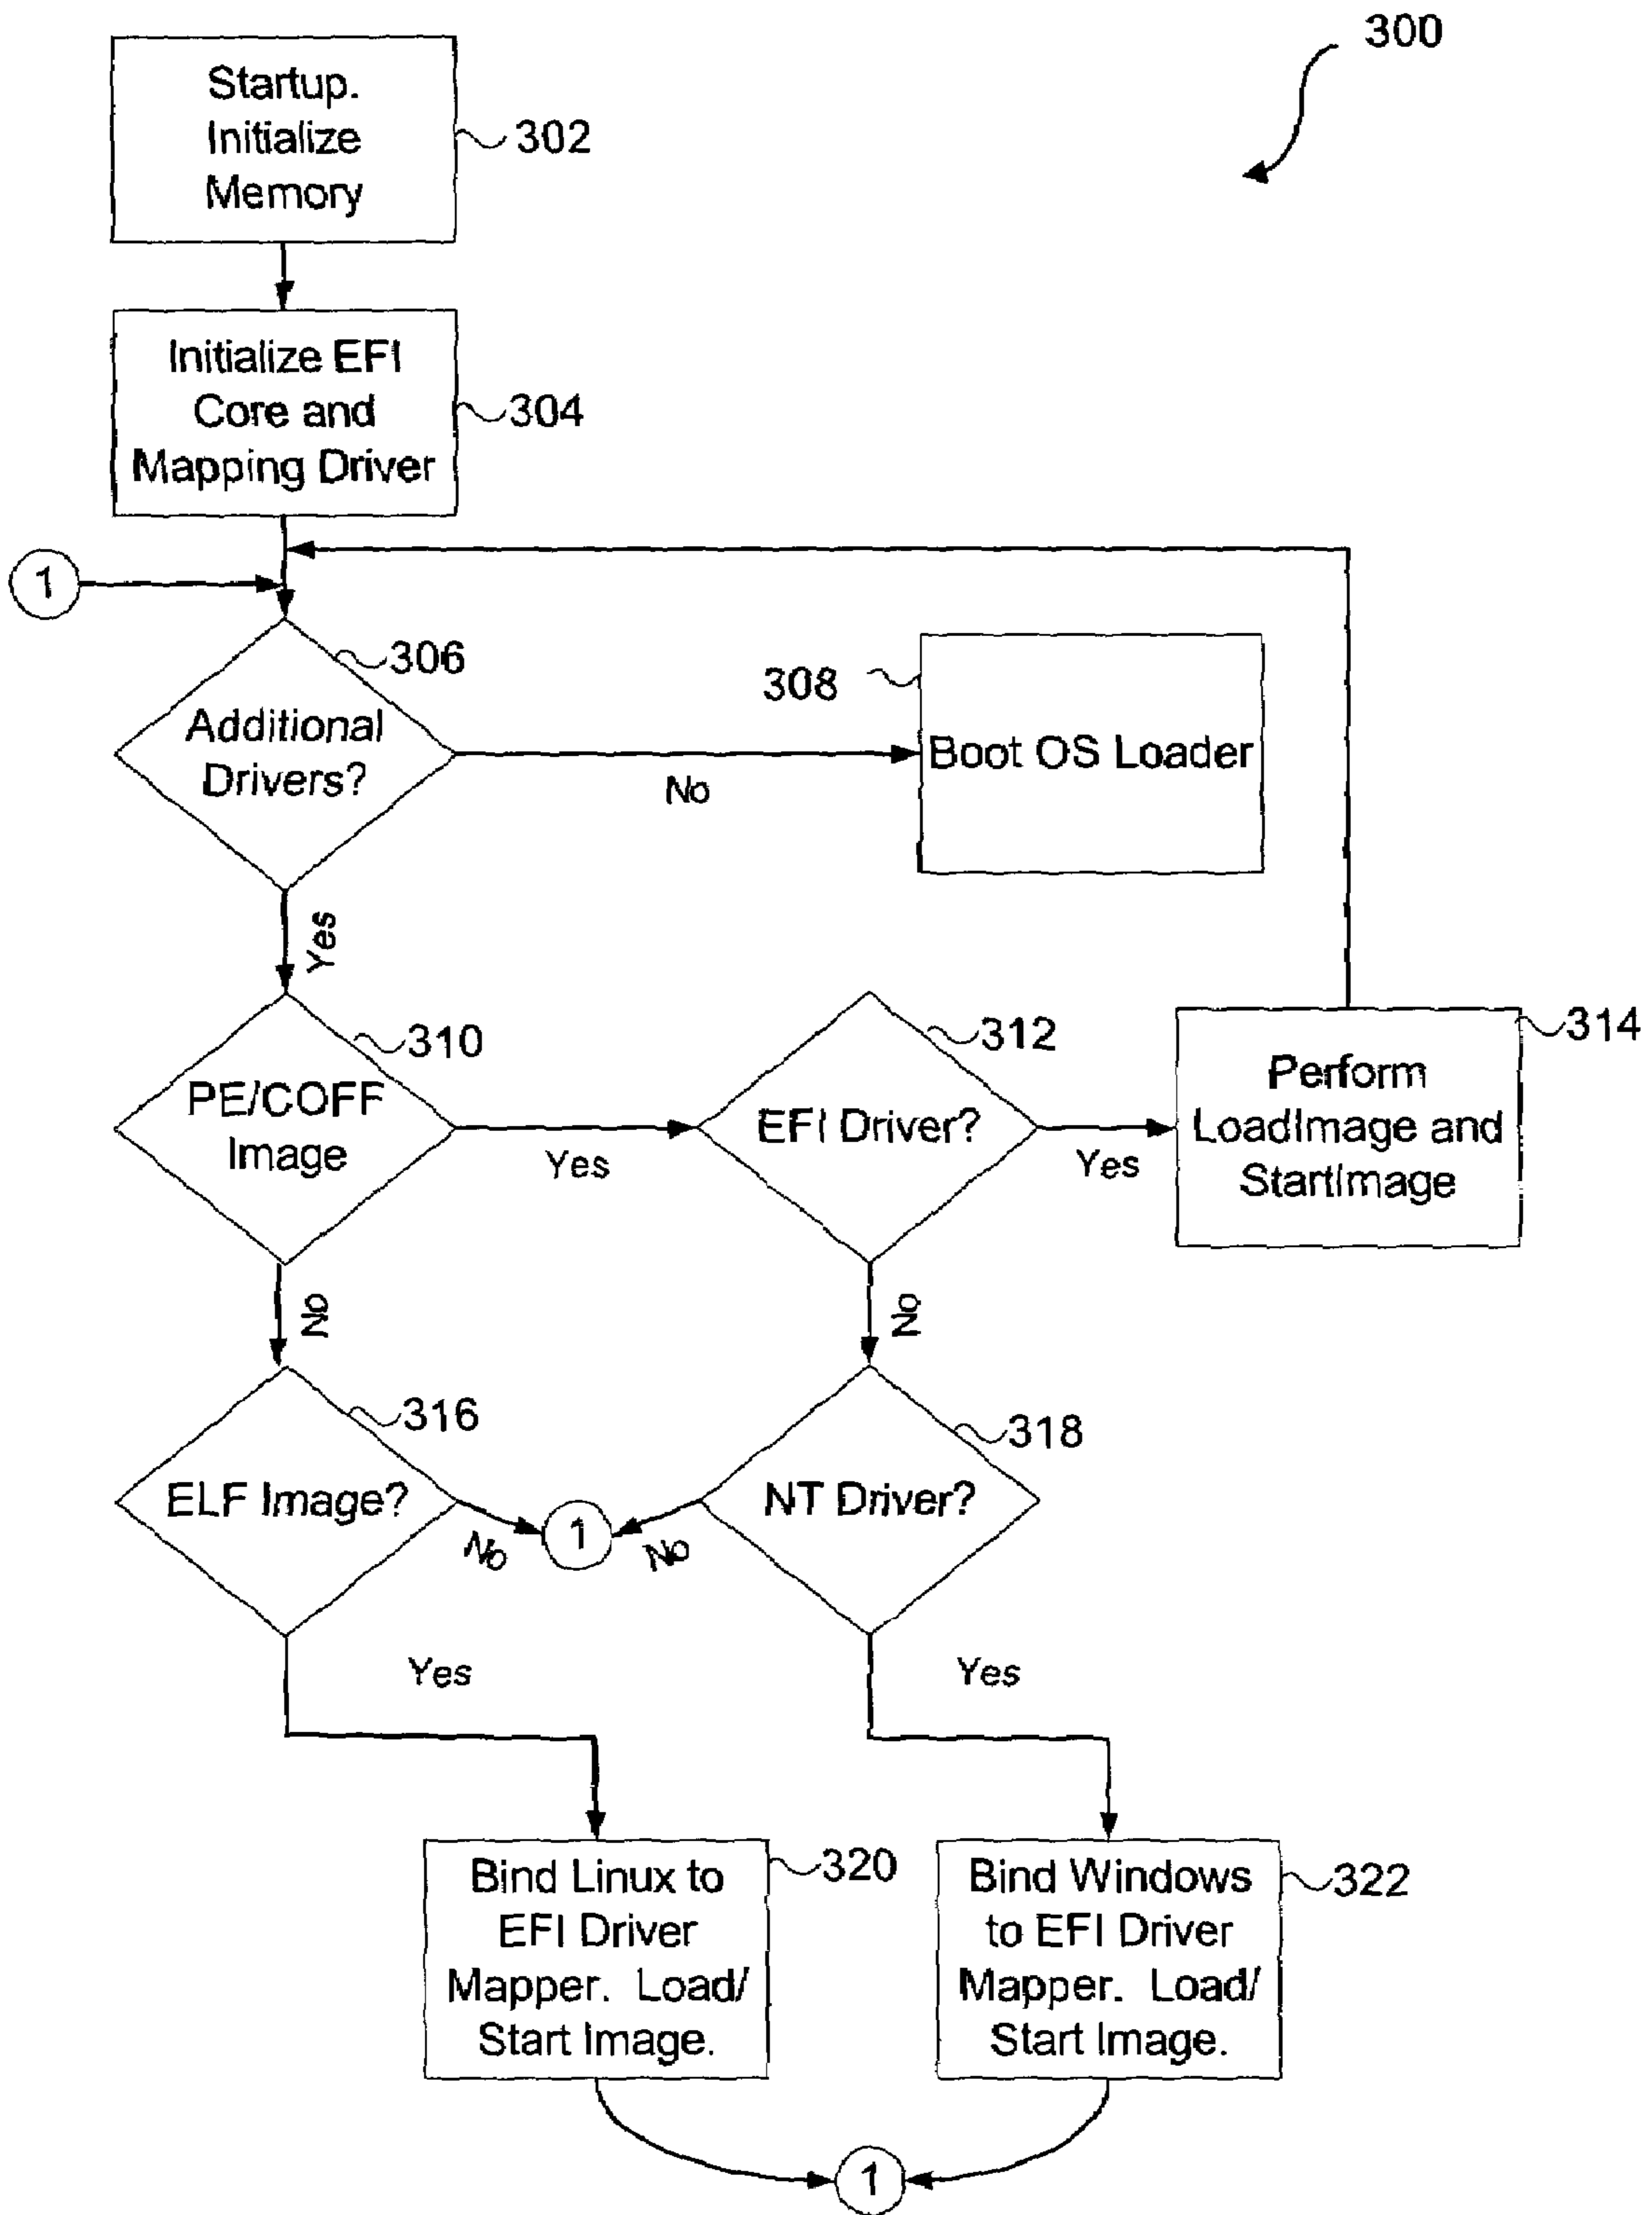 300
Startup.
Initialize
Memory
302
Initialize EFI
Core and
Mapping Driver
304
1
306
Additional
Drivers?
No
308
Boot OS Loader
Yes
310
PE/COFF
Image
Yes
312
EFI Driver?
Yes
314
Perform
LoadImage and
StartImage
No
No
316
ELF Image?
No
1
318
NT Driver?
No
Yes
Yes
Bind Linux to
EFI Driver
Mapper. Load/
Start Image.
320
Bind Windows
to EFI Driver
Mapper. Load/
Start Image.
322
1